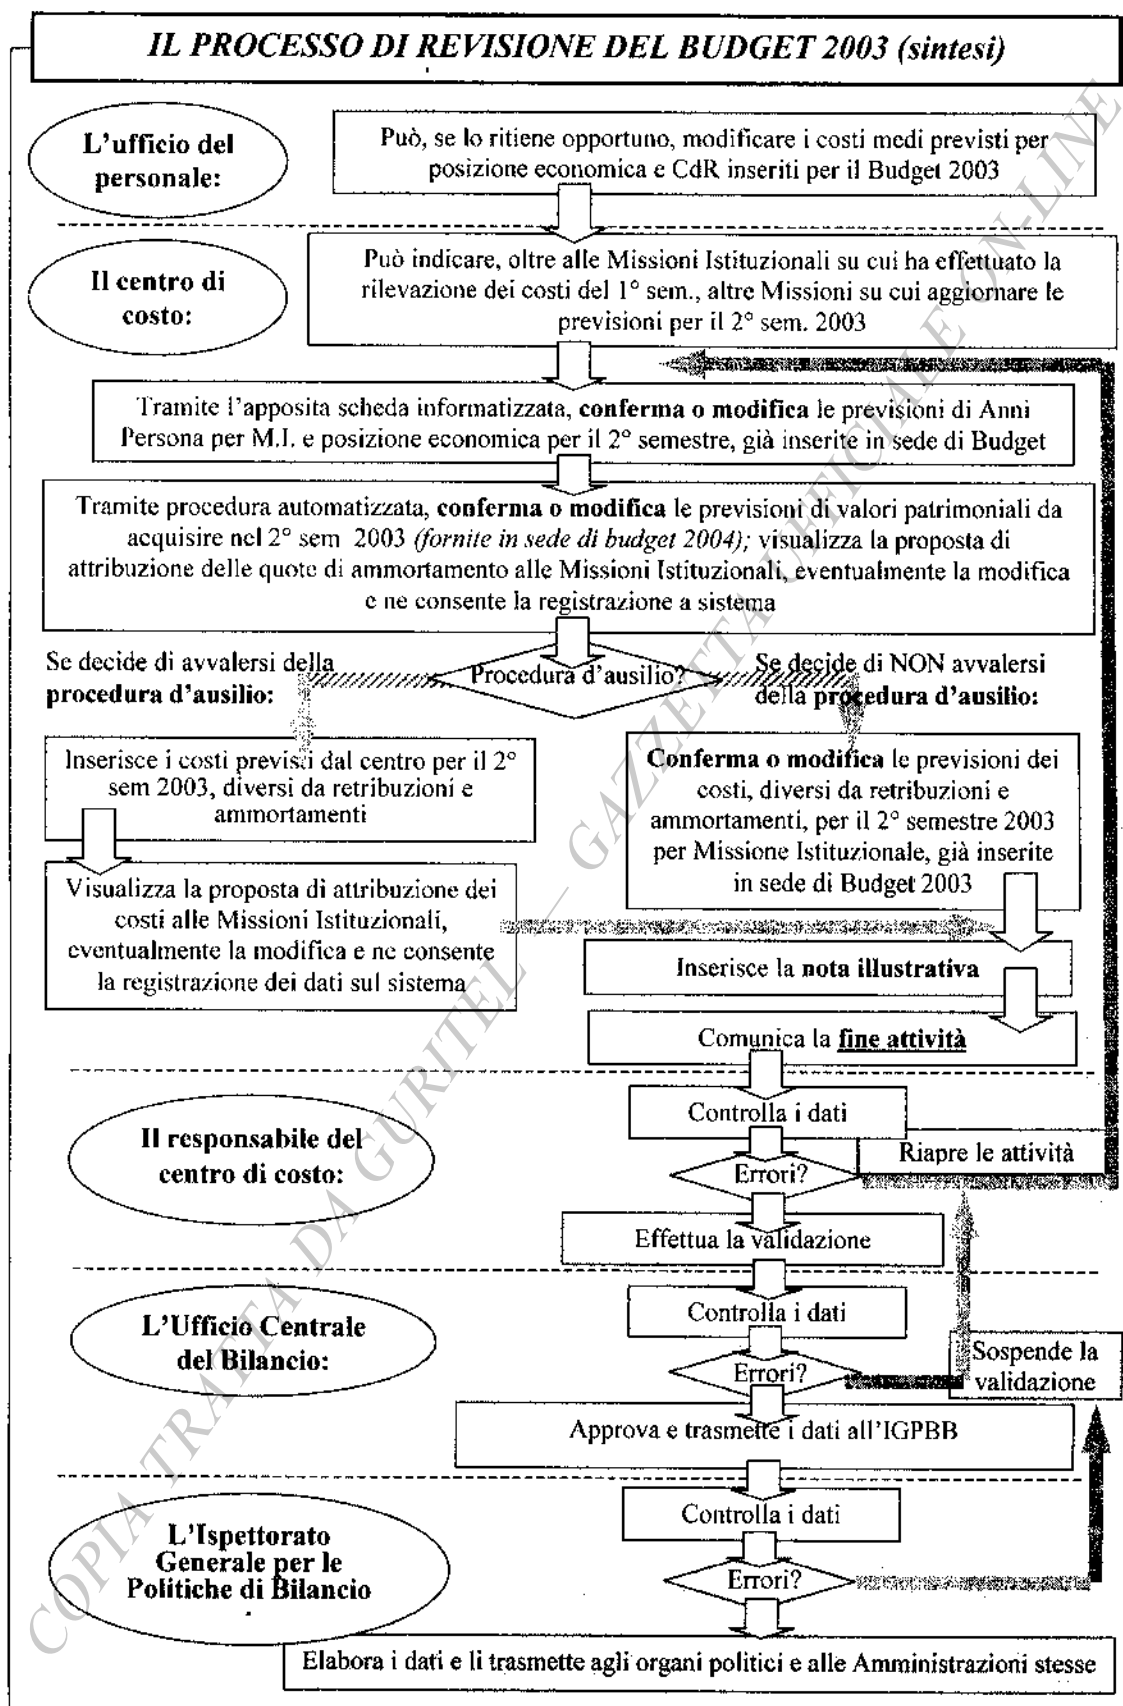 IL PROCESSO DI REVISIONE DEL BUDGET 2003 (sintesi)
L'ufficio del
personale:
Può, se lo ritiene opportuno, modificare i costi medi previsti per
posizione economica e CdR inseriti per il Budget 2003
Il centro di
costo:
Può indicare, oltre alle Missioni Istituzionali su cui ha effettuato la
rilevazione dei costi del 1° sem., altre Missioni su cui aggiornare le
previsioni per il 2° sem. 2003
Tramite l'apposita scheda informatizzata, conferma o modifica le previsioni di Anni
Persona per M.I. e posizione economica per il 2° semestre, già inserite in sede di Budget
Tramite procedura automatizzata, conferma o modifica le previsioni di valori patrimoniali da
acquisire nel 2° sem 2003 (fornite in sede di budget 2004); visualizza la proposta di
attribuzione delle quote di ammortamento alle Missioni Istituzionali, eventualmente la modifica
e ne consente la registrazione a sistema
Procedura d'ausilio?
Se decide di avvalersi della
procedura d'ausilio:
Se decide di NON avvalersi
della procedura d'ausilio:
Inserisce i costi previsti dal centro per il 2°
sem 2003, diversi da retribuzioni e
ammortamenti
Visualizza la proposta di attribuzione dei
costi alle Missioni Istituzionali,
eventualmente la modifica e ne consente
la registrazione dei dati sul sistema
Conferma o modifica le previsioni dei
costi, diversi da retribuzioni e
ammortamenti, per il 2° semestre 2003
per Missione Istituzionale, già inserite
in sede di Budget 2003
Inserisce la nota illustrativa
Comunica la fine attività
Il responsabile del
centro di costo:
Controlla i dati
Errori?
Riapre le attività
Effettua la validazione
L'Ufficio Centrale
del Bilancio:
Controlla i dati
Errori?
Sospende la
validazione
Approva e trasmette i dati all'IGPBB
L'Ispettorato
Generale per le
Politiche di Bilancio
Controlla i dati
Errori?
Elabora i dati e li trasmette agli organi politici e alle Amministrazioni stesse
COPIA TRATTA DA GURITEL — GAZZETTA UFFICIALE ON-LINE